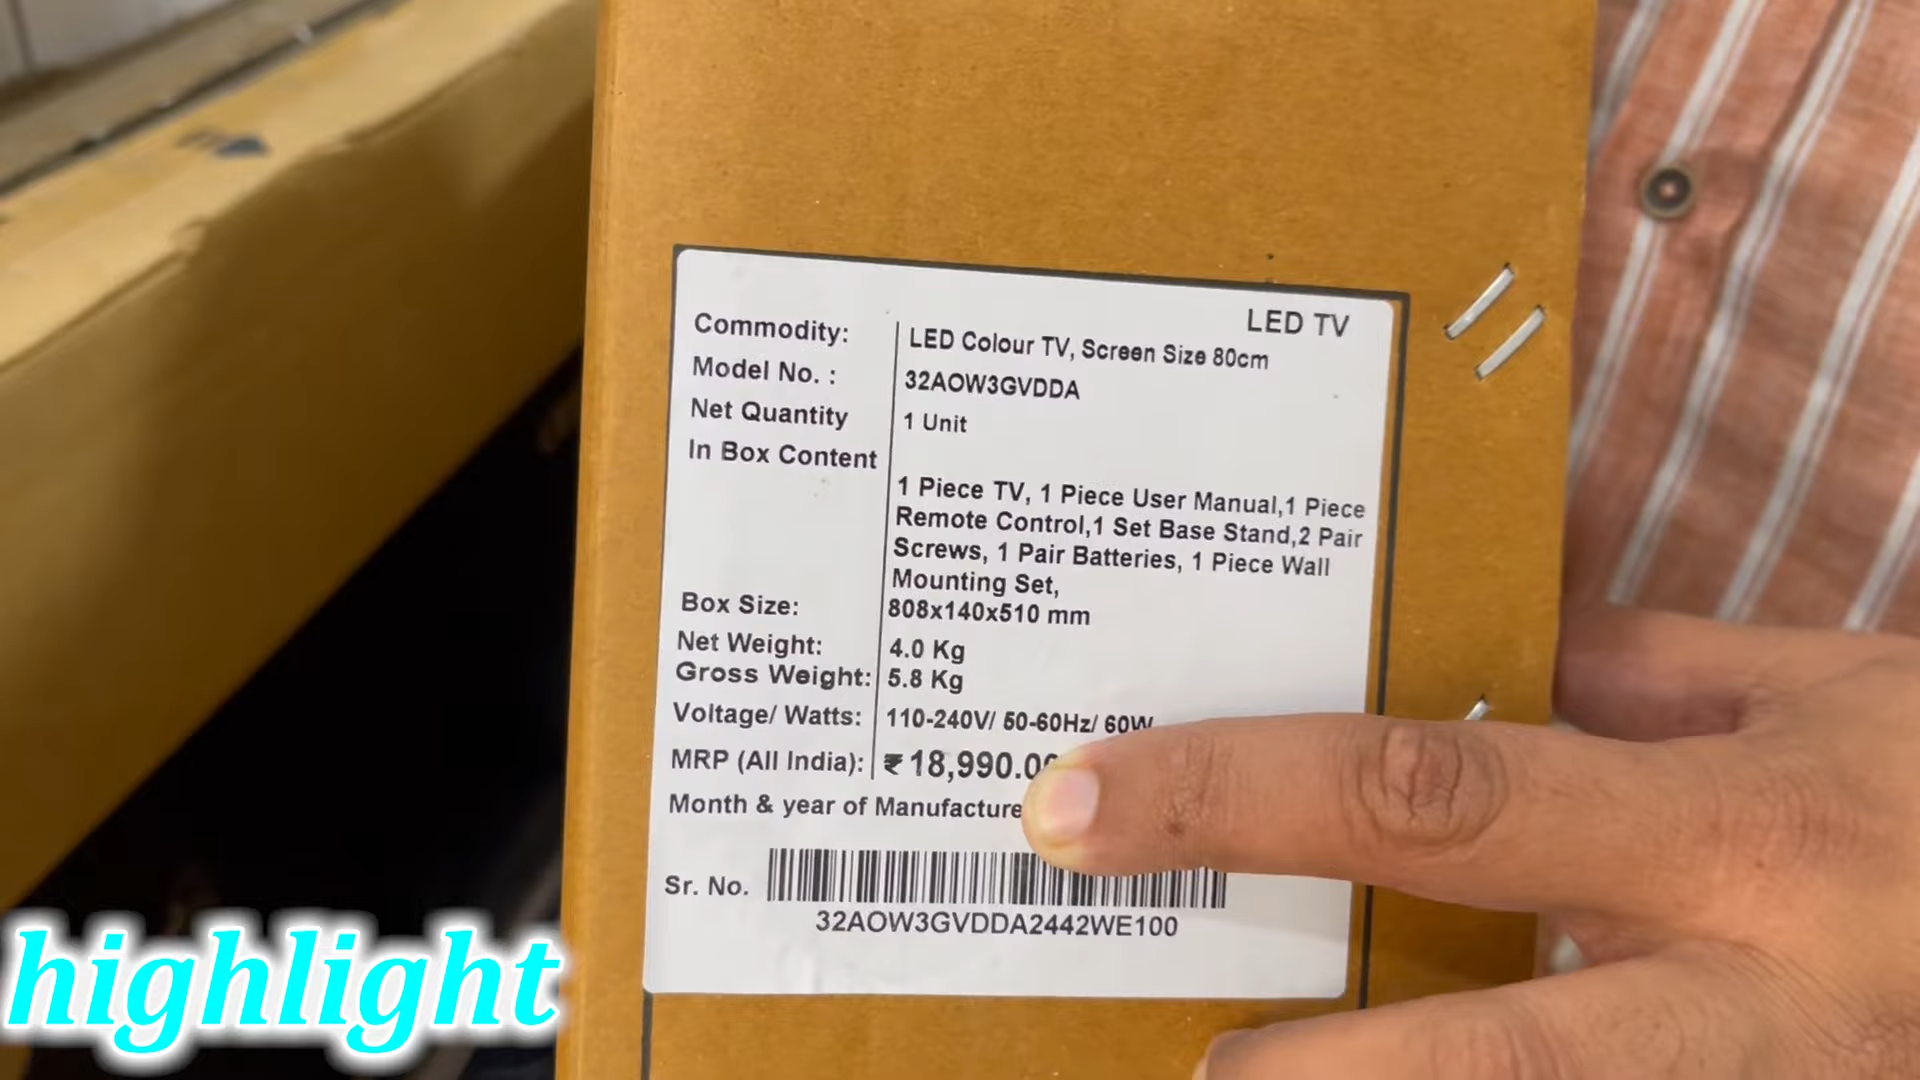 LED TV
Commodity: LED Colour TV, Screen Size 80cm
Model No. : 32AOW3GVDDA
Net Quantity 1 Unit
In Box Content
1 Piece TV, 1 Piece User Manual,1 Piece
Remote Control,1 Set Base Stand,2 Pair
Screws, 1 Pair Batteries, 1 Piece Wall
Mounting Set,
Box Size: 808x140x510 mm
Net Weight: 4.0 Kg
Gross Weight: 5.8 Kg
Voltage/ Watts: 110-240V/ 50-60Hz/ 60W
MRP (All India): ₹ 18,990.00
Month & year of Manufacture
Sr. No.
32AOW3GVDDA2442WE100
highlight